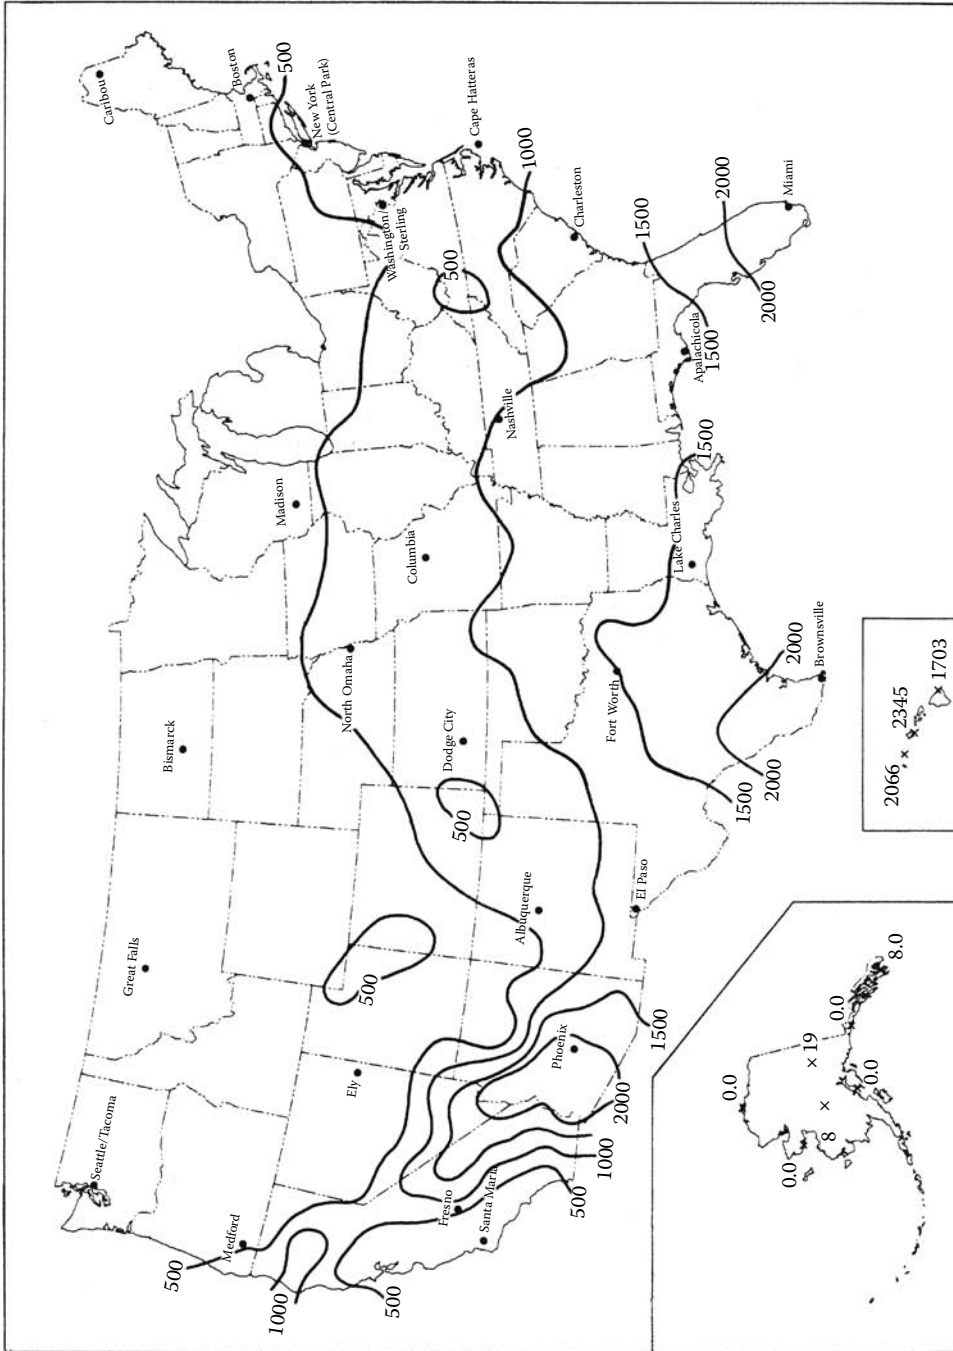 Caribou
Boston
500
New York
(Central Park)
Cape Hatteras
1000
Washington/
Sterling
Charleston
500
1500
2000
Miami
2000
Apalachicola
1500
Nashville
1500
Madison
Columbia
Lake Charles
North Omaha
Bismarck
Dodge City
Fort Worth
2000
Brownsville
500
1500
2000
Great Falls
Albuquerque
El Paso
500
Ely
Phoenix
1500
2000
Seattle/Tacoma
Fresno
Santa Maria
1000
500
Medford
500
1000
500
2066
2345
1703
0.0
0.0
8.0
19
0.0
8
0.0